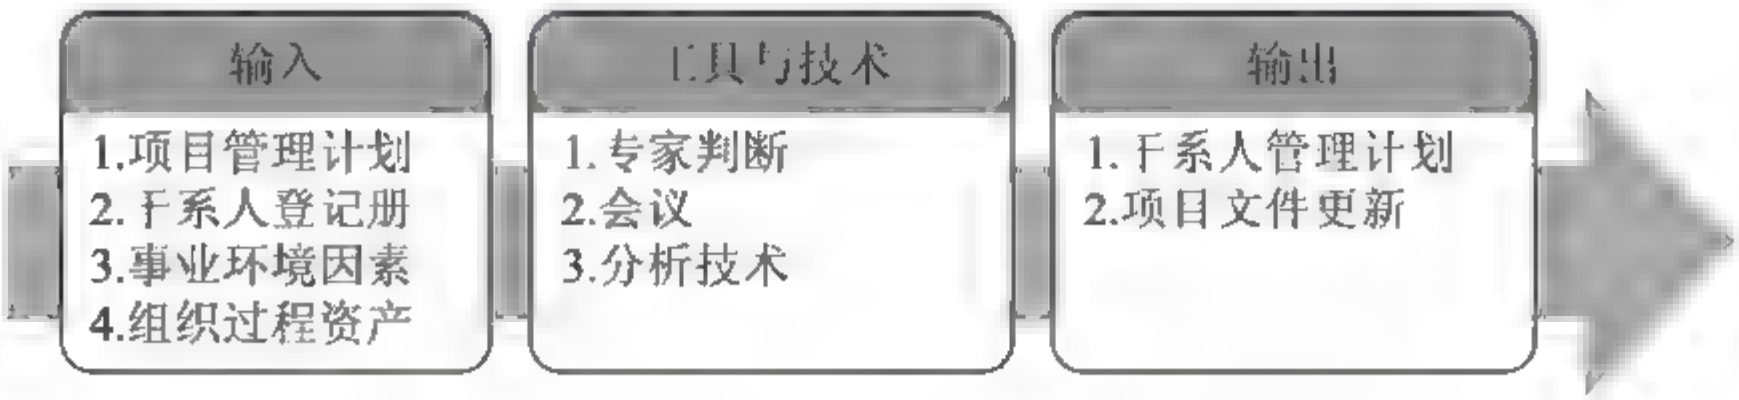 输入
1.项目管理计划
2.干系人登记册
3.事业环境因素
4.组织过程资产
工具与技术
1.专家判断
2.会议
3.分析技术
输出
1.干系人管理计划
2.项目文件更新